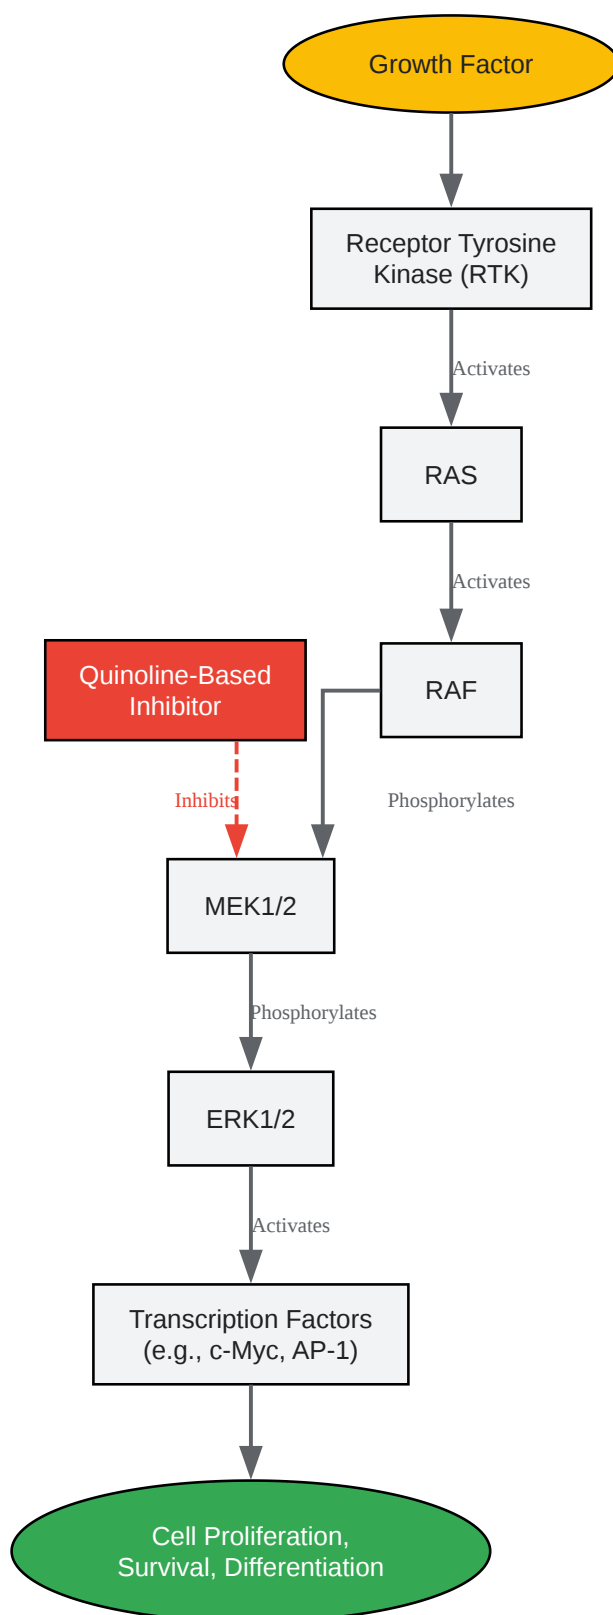 Growth Factor
Receptor Tyrosine
Kinase (RTK)
Activates
RAS
Activates
Quinoline-Based
Inhibitor
RAF
Inhibits
Phosphorylates
MEK1/2
Phosphorylates
ERK1/2
Activates
Transcription Factors
(e.g., c-Myc, AP-1)
Cell Proliferation,
Survival, Differentiation